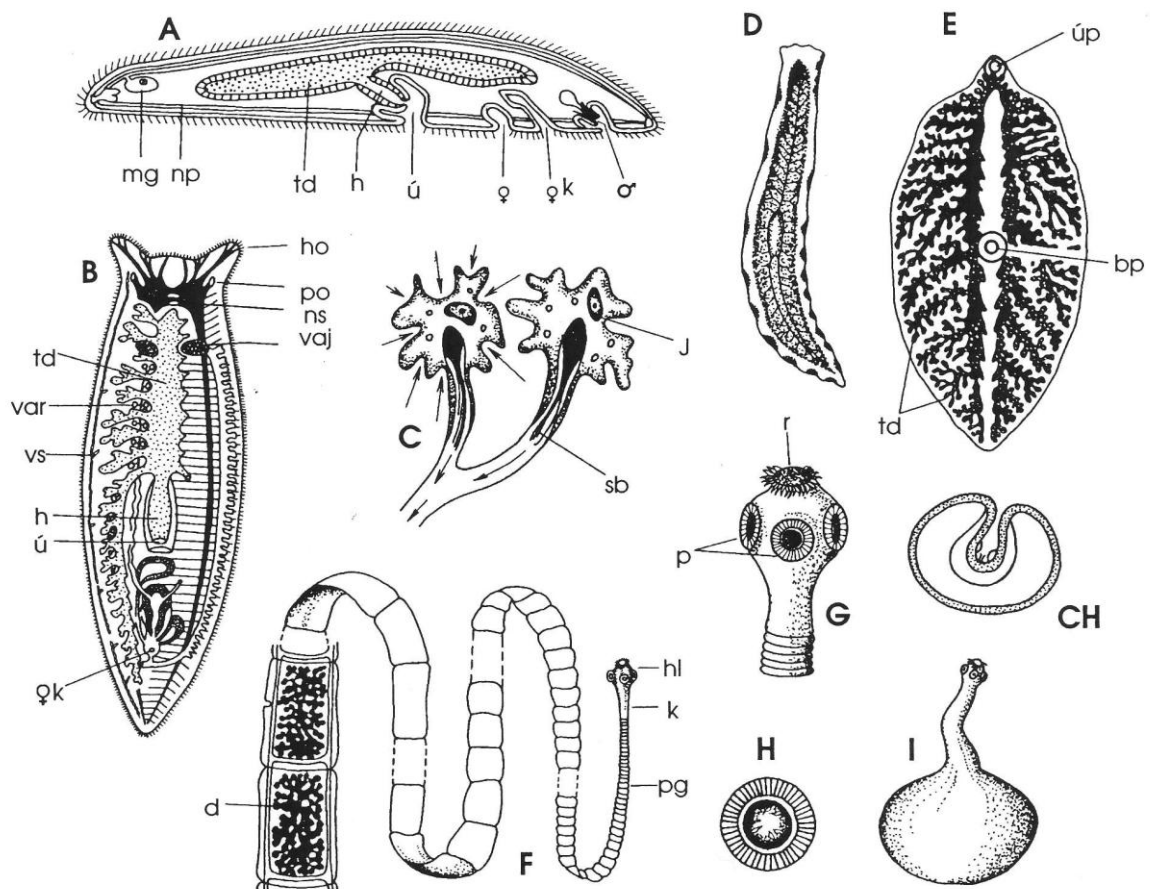 A
mg np td h ú ♀ ♀k ♂
B
ho
po
ns
vaj
td
var
vs
h
ú
♀k
C
J
sb
D
E
úp
bp
td
r
p
G
CH
hl
k
pg
d
F
H
I